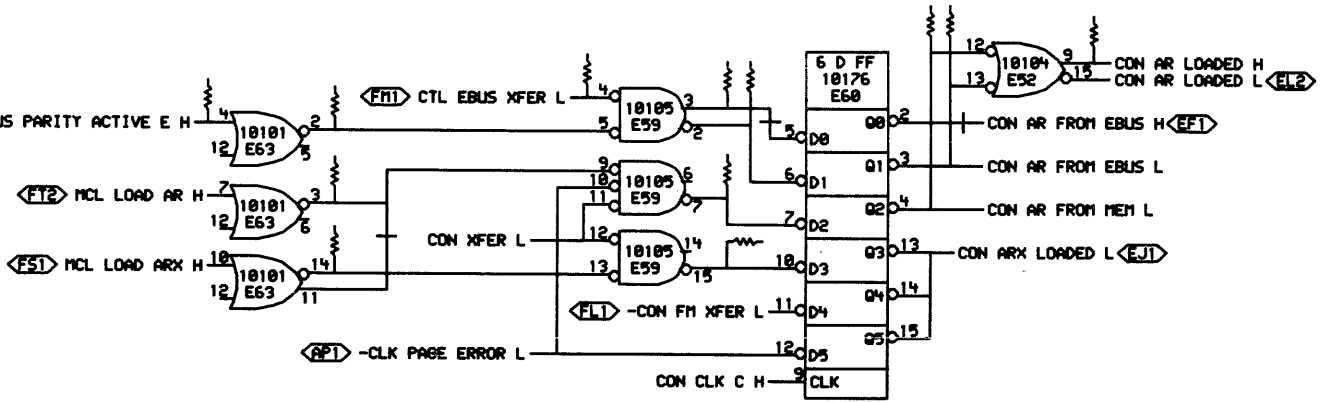 US PARITY ACTIVE E H
4
12
10101
E63
2
5
FT2 MCL LOAD AR H
7
12
10101
E63
3
6
FS1 MCL LOAD ARX H
10
12
10101
E63
14
11
FM1 CTL EBUS XFER L
4
5
10105
E59
3
2
9
10
11
10105
E59
6
7
CON XFER L
12
13
10105
E59
14
15
FL1 -CON FM XFER L
AP1 -CLK PAGE ERROR L
CON CLK C H
6 D FF
10176
E60
5 D0
6 D1
7 D2
10 D3
11 D4
12 D5
9 CLK
Q0 2
Q1 3
Q2 4
Q3 13
Q4 14
Q5 15
12
13
10104
E52
9
15
CON AR LOADED H
CON AR LOADED L EL2
CON AR FROM EBUS H EF1
CON AR FROM EBUS L
CON AR FROM MEM L
CON ARX LOADED L EJ1